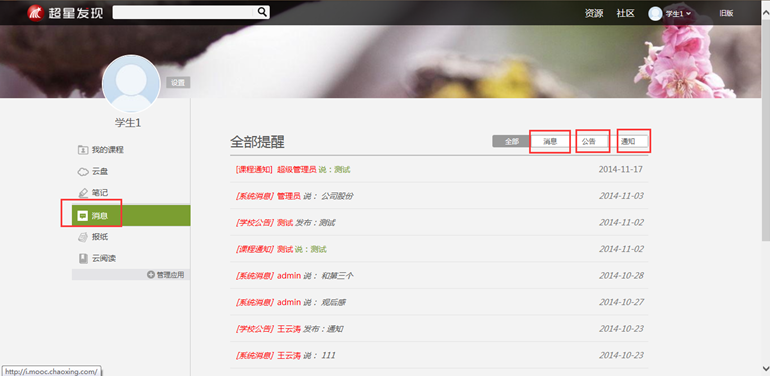 超星发现
资源 社区 学生1 旧版
设置
学生1
我的课程
云盘
笔记
消息
报纸
云阅读
管理应用
全部提醒
全部 消息 公告 通知
[课程通知] 超级管理员 说：测试 2014-11-17
[系统消息] 管理员 说： 公司股份 2014-11-03
[学校公告] 测试 发布：测试 2014-11-02
[课程通知] 测试 说：测试 2014-11-02
[系统消息] admin 说： 和第三个 2014-10-28
[系统消息] admin 说： 观后感 2014-10-27
[学校公告] 王云涛 发布：通知 2014-10-23
[系统消息] 王云涛 说： 111 2014-10-23
http://i.mooc.chaoxing.com/